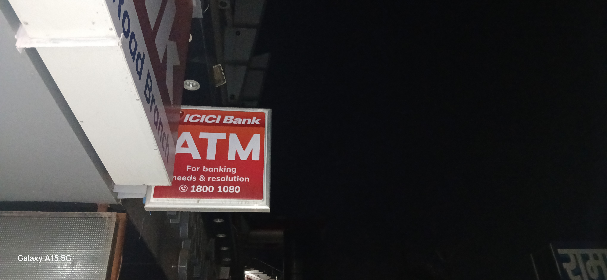 Road Branch
ICICI Bank
ATM
For banking
needs & resolution
1800 1080
Galaxy A15 5G